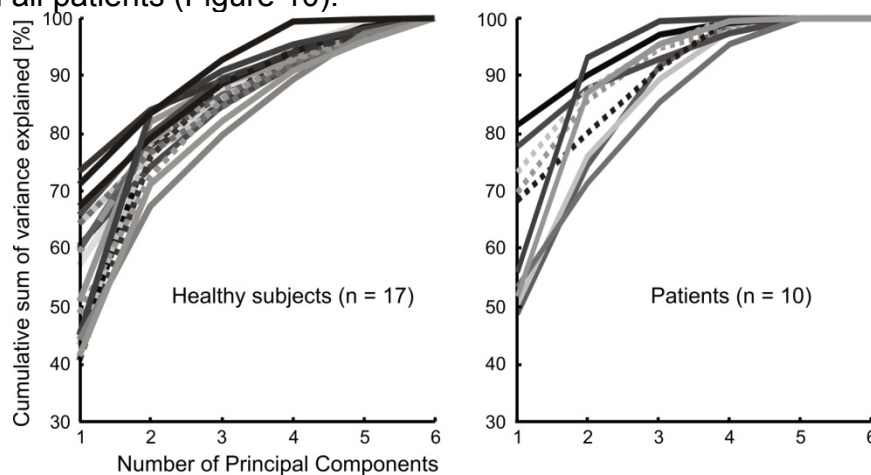 all patients (Figure 10).
Cumulative sum of variance explained [%]
100
90
80
70
60
50
40
30
Healthy subjects (n = 17)
1 2 3 4 5 6
Number of Principal Components
100
90
80
70
60
50
40
30
Patients (n = 10)
1 2 3 4 5 6